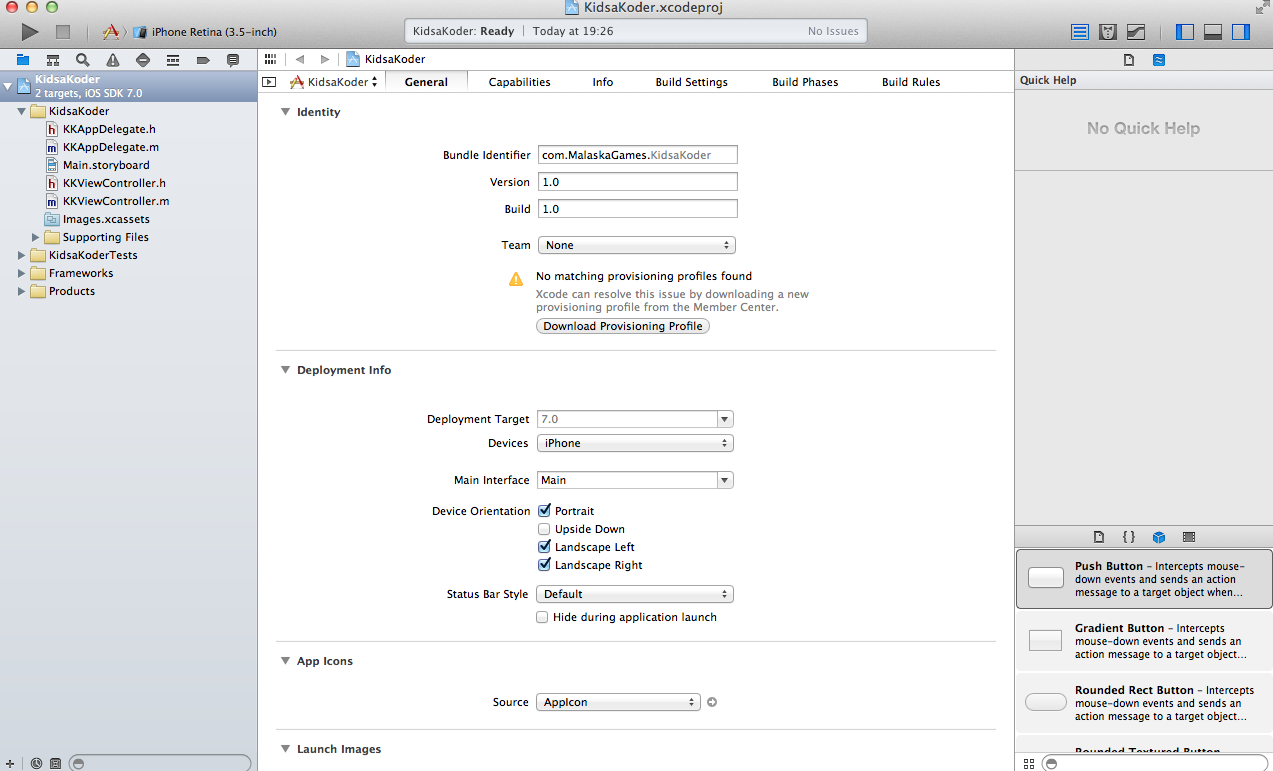 KidsaKoder.xcodeproj
iPhone Retina (3.5-inch)
KidsaKoder: Ready | Today at 19:26 No Issues
KidsaKoder
2 targets, iOS SDK 7.0
KidsaKoder
KKAppDelegate.h
KKAppDelegate.m
Main.storyboard
KKViewController.h
KKViewController.m
Images.xcassets
Supporting Files
KidsaKoderTests
Frameworks
Products
KidsaKoder
KidsaKoder General Capabilities Info Build Settings Build Phases Build Rules
Identity
Bundle Identifier com.MalaskaGames.KidsaKoder
Version 1.0
Build 1.0
Team None
No matching provisioning profiles found
Xcode can resolve this issue by downloading a new
provisioning profile from the Member Center.
Download Provisioning Profile
Deployment Info
Deployment Target 7.0
Devices iPhone
Main Interface Main
Device Orientation Portrait
Upside Down
Landscape Left
Landscape Right
Status Bar Style Default
Hide during application launch
App Icons
Source AppIcon
Launch Images
Quick Help
No Quick Help
Push Button – Intercepts mouse-
down events and sends an action
message to a target object when...
Gradient Button – Intercepts
mouse-down events and sends an
action message to a target object...
Rounded Rect Button – Intercepts
mouse-down events and sends an
action message to a target object...
Rounded Textured Button